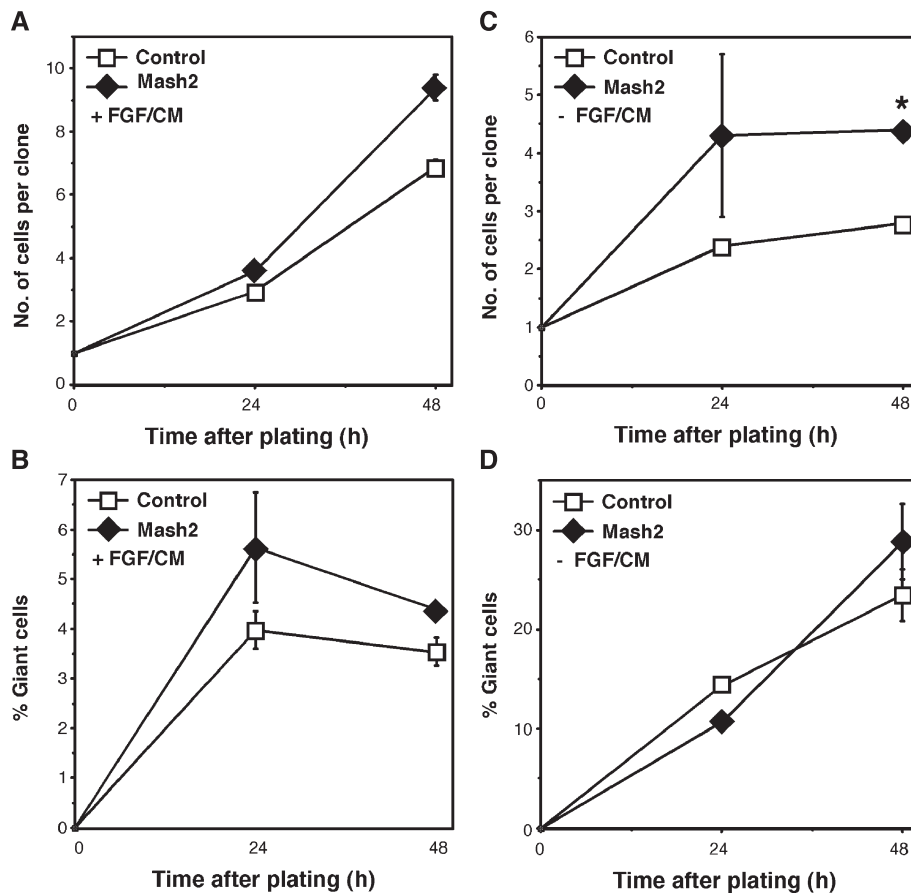 A
No. of cells per clone
10
8
6
4
2
0
Control
Mash2
+ FGF/CM
0 24 48
Time after plating (h)
C
No. of cells per clone
6
5
4
3
2
1
0
Control
Mash2
- FGF/CM
*
0 24 48
Time after plating (h)
B
% Giant cells
7
6
5
4
3
2
1
0
Control
Mash2
+ FGF/CM
0 24 48
Time after plating (h)
D
% Giant cells
30
20
10
0
Control
Mash2
- FGF/CM
0 24 48
Time after plating (h)